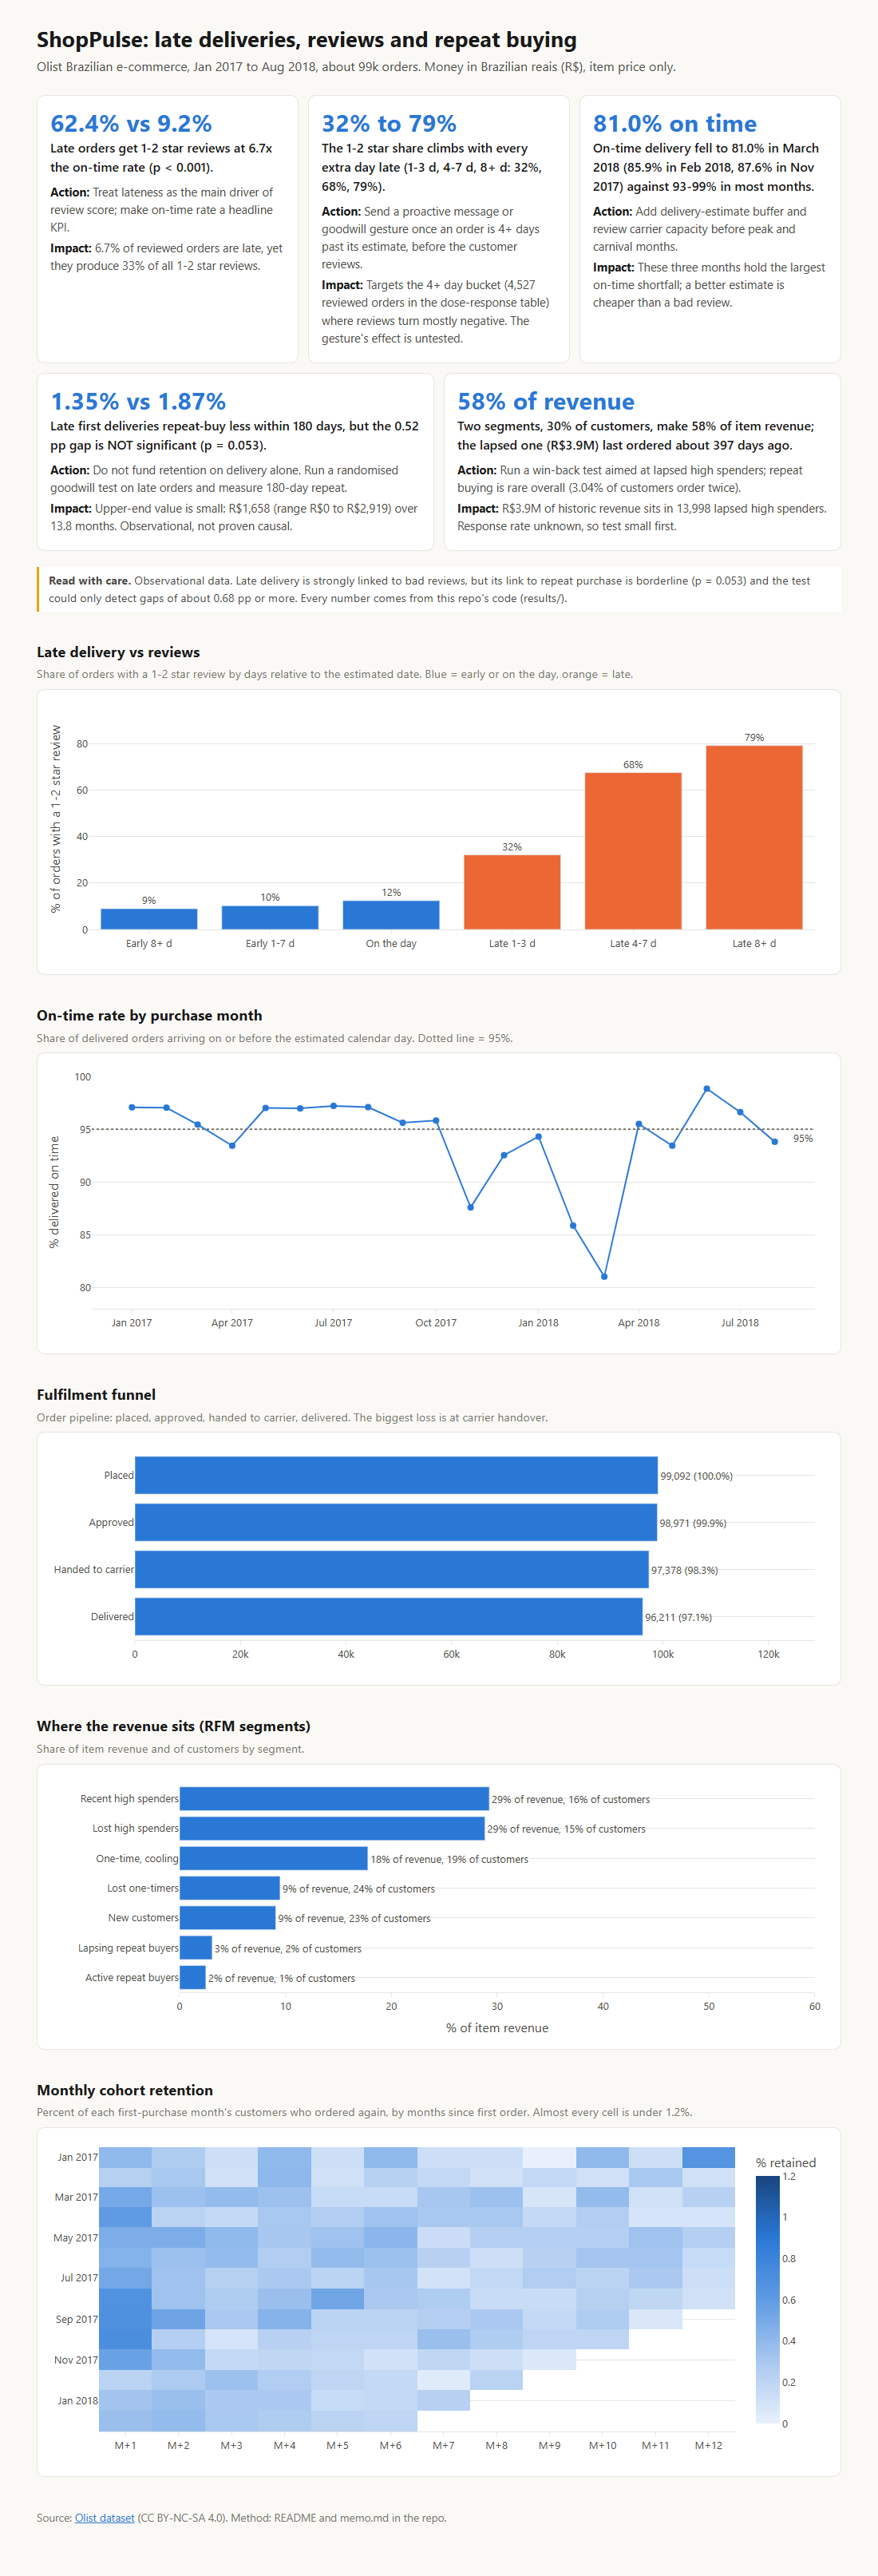 ShopPulse: late deliveries, reviews and repeat buying
Olist Brazilian e-commerce, Jan 2017 to Aug 2018, about 99k orders. Money in Brazilian reais (R$), item price only.
62.4% vs 9.2%
Late orders get 1-2 star reviews at 6.7x
the on-time rate (p < 0.001).
Action: Treat lateness as the main driver of
review score; make on-time rate a headline
KPI.
Impact: 6.7% of reviewed orders are late, yet
they produce 33% of all 1-2 star reviews.
32% to 79%
The 1-2 star share climbs with every
extra day late (1-3 d, 4-7 d, 8+ d: 32%,
68%, 79%).
Action: Send a proactive message or
goodwill gesture once an order is 4+ days
past its estimate, before the customer
reviews.
Impact: Targets the 4+ day bucket (4,527
reviewed orders in the dose-response table)
where reviews turn mostly negative. The
gesture's effect is untested.
81.0% on time
On-time delivery fell to 81.0% in March
2018 (85.9% in Feb 2018, 87.6% in Nov
2017) against 93-99% in most months.
Action: Add delivery-estimate buffer and
review carrier capacity before peak and
carnival months.
Impact: These three months hold the largest
on-time shortfall; a better estimate is
cheaper than a bad review.
1.35% vs 1.87%
Late first deliveries repeat-buy less within 180 days, but the 0.52
pp gap is NOT significant (p = 0.053).
Action: Do not fund retention on delivery alone. Run a randomised
goodwill test on late orders and measure 180-day repeat.
Impact: Upper-end value is small: R$1,658 (range R$0 to R$2,919) over
13.8 months. Observational, not proven causal.
58% of revenue
Two segments, 30% of customers, make 58% of item revenue;
the lapsed one (R$3.9M) last ordered about 397 days ago.
Action: Run a win-back test aimed at lapsed high spenders; repeat
buying is rare overall (3.04% of customers order twice).
Impact: R$3.9M of historic revenue sits in 13,998 lapsed high spenders.
Response rate unknown, so test small first.
Read with care. Observational data. Late delivery is strongly linked to bad reviews, but its link to repeat purchase is borderline (p = 0.053) and the test
could only detect gaps of about 0.68 pp or more. Every number comes from this repo's code (results/).
Late delivery vs reviews
Share of orders with a 1-2 star review by days relative to the estimated date. Blue = early or on the day, orange = late.
% of orders with a 1-2 star review
80
60
40
20
0
9%
10%
12%
32%
68%
79%
Early 8+ d
Early 1-7 d
On the day
Late 1-3 d
Late 4-7 d
Late 8+ d
On-time rate by purchase month
Share of delivered orders arriving on or before the estimated calendar day. Dotted line = 95%.
% delivered on time
100
95
90
85
80
95%
Jan 2017
Apr 2017
Jul 2017
Oct 2017
Jan 2018
Apr 2018
Jul 2018
Fulfilment funnel
Order pipeline: placed, approved, handed to carrier, delivered. The biggest loss is at carrier handover.
Placed
99,092 (100.0%)
Approved
98,971 (99.9%)
Handed to carrier
97,378 (98.3%)
Delivered
96,211 (97.1%)
0
20k
40k
60k
80k
100k
120k
Where the revenue sits (RFM segments)
Share of item revenue and of customers by segment.
Recent high spenders
29% of revenue, 16% of customers
Lost high spenders
29% of revenue, 15% of customers
One-time, cooling
18% of revenue, 19% of customers
Lost one-timers
9% of revenue, 24% of customers
New customers
9% of revenue, 23% of customers
Lapsing repeat buyers
3% of revenue, 2% of customers
Active repeat buyers
2% of revenue, 1% of customers
0
10
20
30
40
50
60
% of item revenue
Monthly cohort retention
Percent of each first-purchase month's customers who ordered again, by months since first order. Almost every cell is under 1.2%.
Jan 2017
Mar 2017
May 2017
Jul 2017
Sep 2017
Nov 2017
Jan 2018
M+1
M+2
M+3
M+4
M+5
M+6
M+7
M+8
M+9
M+10
M+11
M+12
% retained
1.2
1
0.8
0.6
0.4
0.2
0
Source: Olist dataset (CC BY-NC-SA 4.0). Method: README and memo.md in the repo.